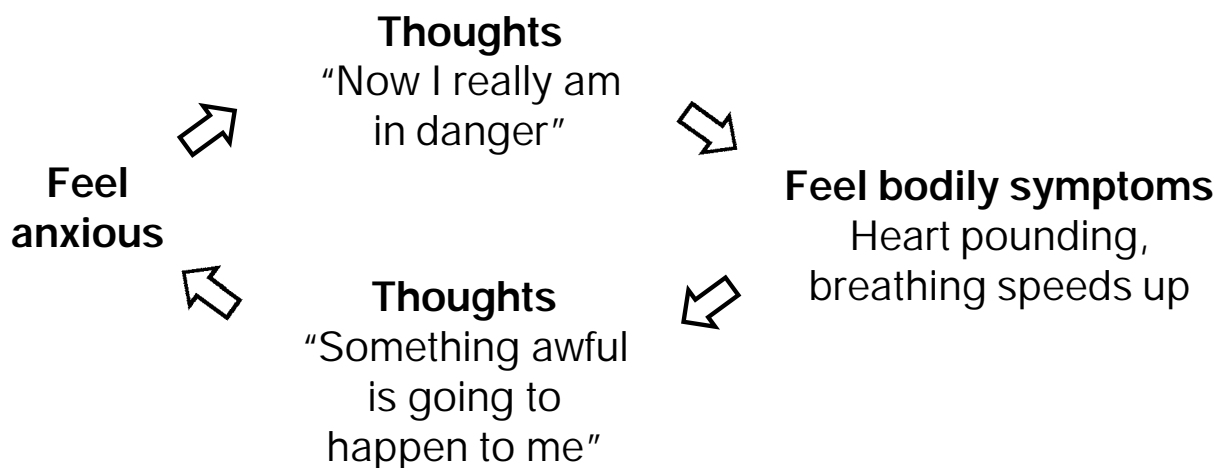 Thoughts
“Now I really am
in danger”
Feel
anxious
Feel bodily symptoms
Heart pounding,
breathing speeds up
Thoughts
“Something awful
is going to
happen to me”